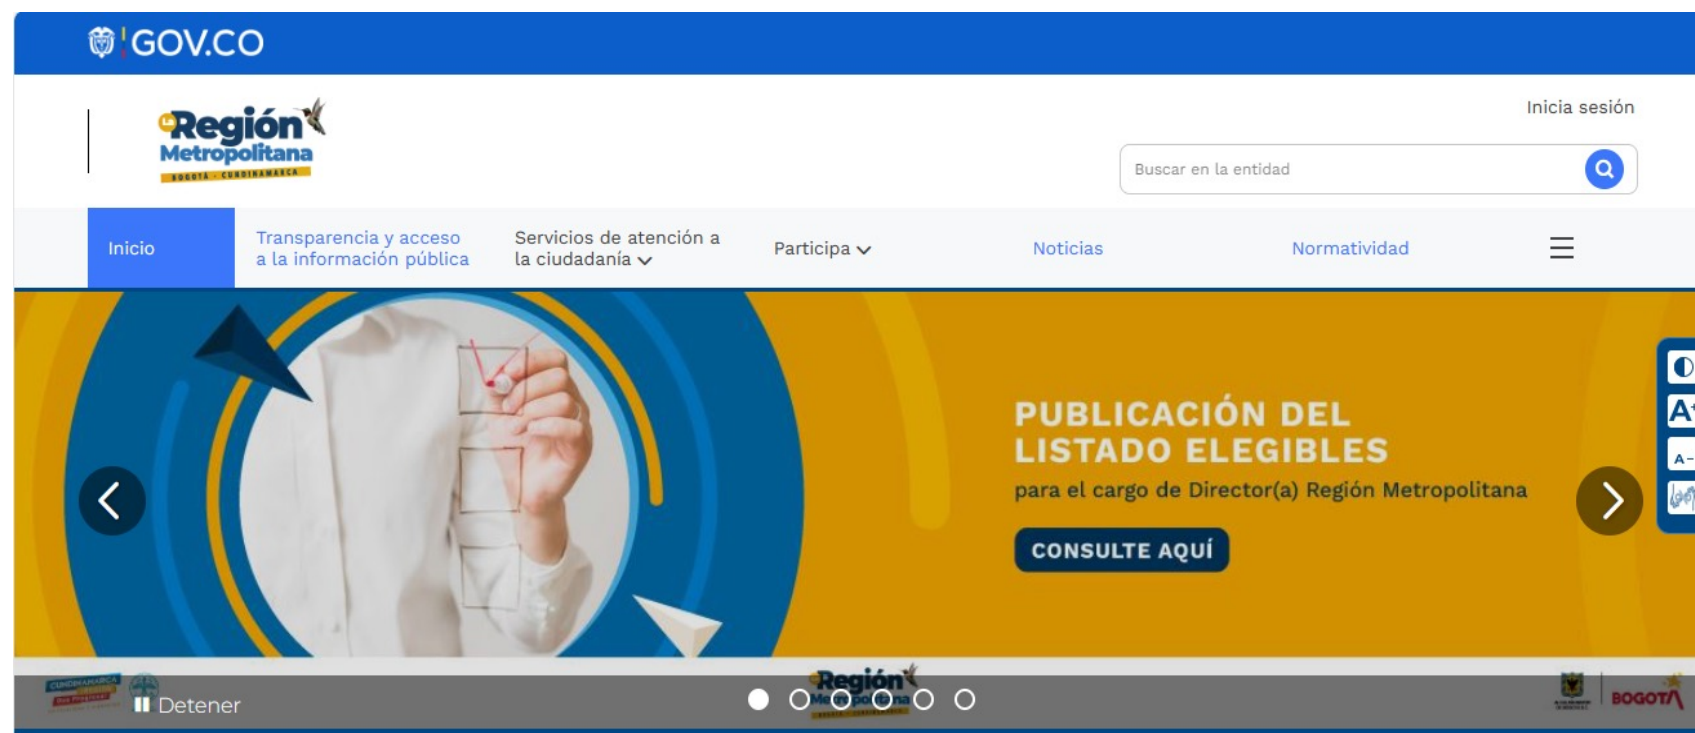 GOV.CO
La
Región
Metropolitana
BOGOTÁ - CUNDINAMARCA
Inicia sesión
Buscar en la entidad
Inicio
Transparencia y acceso
a la información pública
Servicios de atención a
la ciudadanía
Participa
Noticias
Normatividad
PUBLICACIÓN DEL
LISTADO ELEGIBLES
para el cargo de Director(a) Región Metropolitana
CONSULTE AQUÍ
A+
A-
CUNDINAMARCA
Detener
Región
Metropolitana
BOGOTÁ